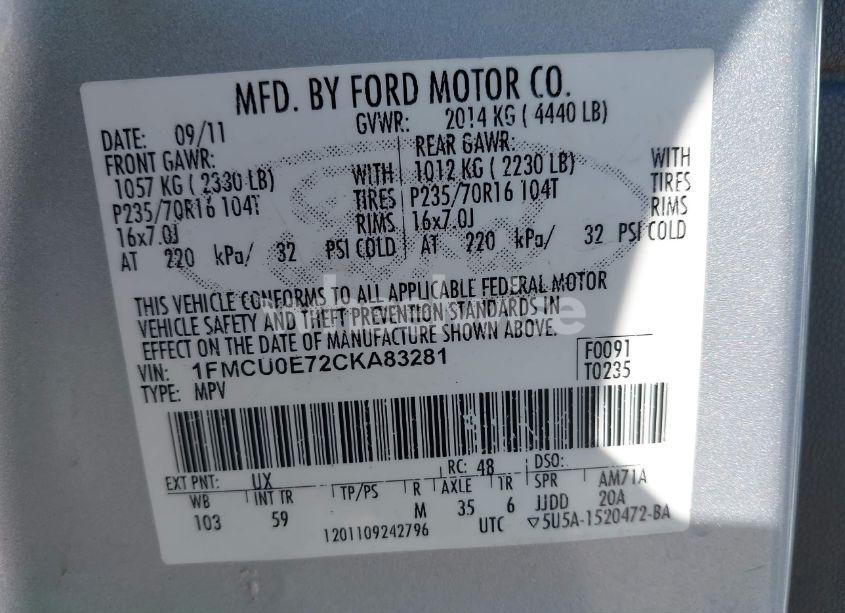 MFD. BY FORD MOTOR CO.
DATE: 09/11 GVWR: 2014 KG ( 4440 LB)
FRONT GAWR: REAR GAWR:
1057 KG ( 2330 LB) WITH 1012 KG ( 2230 LB) WITH
P235/70R16 104T TIRES P235/70R16 104T TIRES
16x7.0J RIMS 16x7.0J RIMS
AT 220 kPa/ 32 PSI COLD AT 220 kPa/ 32 PSI COLD
THIS VEHICLE CONFORMS TO ALL APPLICABLE FEDERAL MOTOR
VEHICLE SAFETY AND THEFT PREVENTION STANDARDS IN
EFFECT ON THE DATE OF MANUFACTURE SHOWN ABOVE.
VIN: 1FMCU0E72CKA83281 F0091
TYPE: MPV T0235
EXT PNT: UX RC: 48 DSO:
WB INT TR TP/PS R AXLE TR SPR AM71A
103 59 M 35 6 JJDD 20A
1201109242796 UTC ▽5U5A-1520472-BA